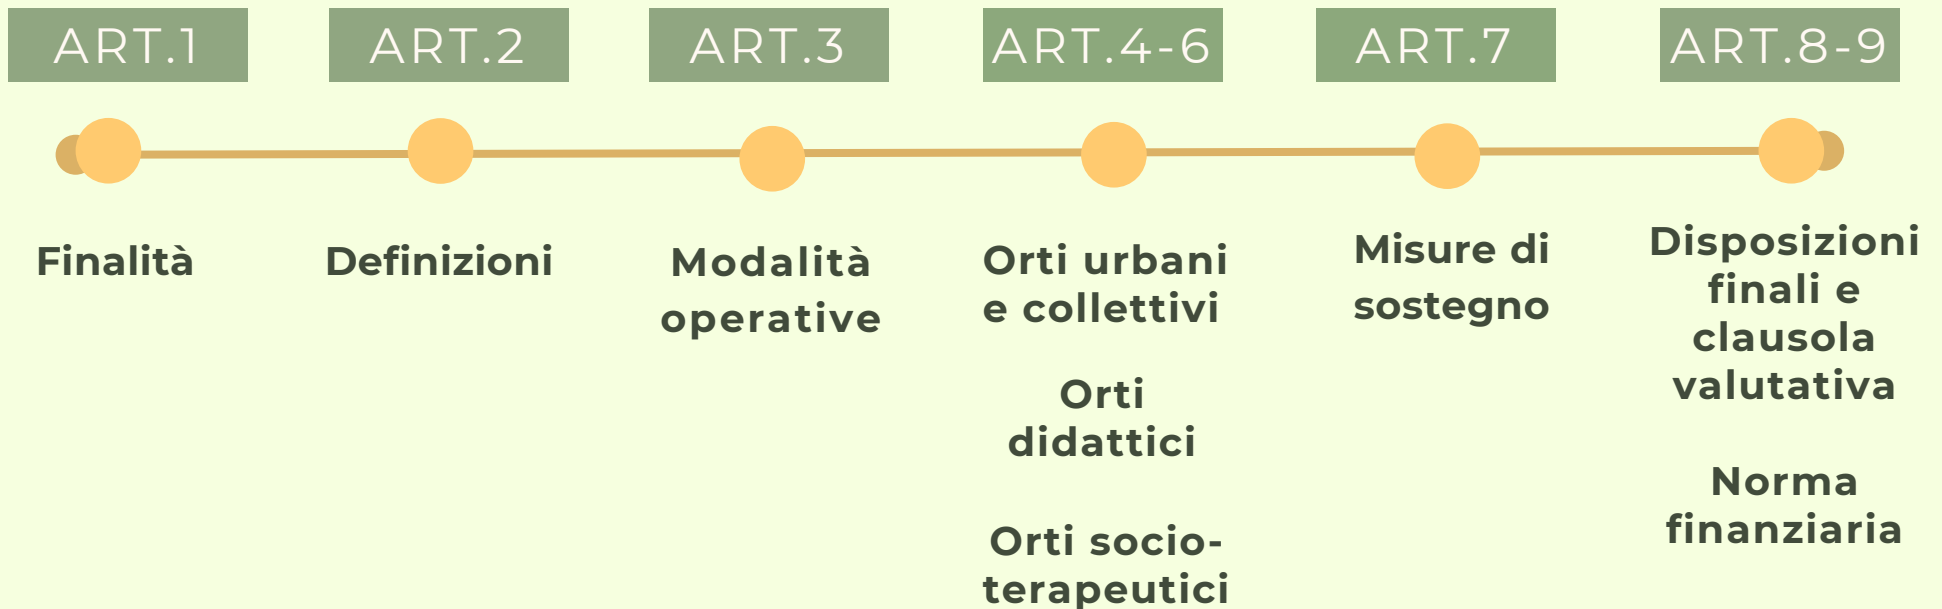 ART.1
ART.2
ART.3
ART.4-6
ART.7
ART.8-9
Finalità
Definizioni
Modalità
operative
Orti urbani
e collettivi
Orti
didattici
Orti socio-
terapeutici
Misure di
sostegno
Disposizioni
finali e
clausola
valutativa
Norma
finanziaria